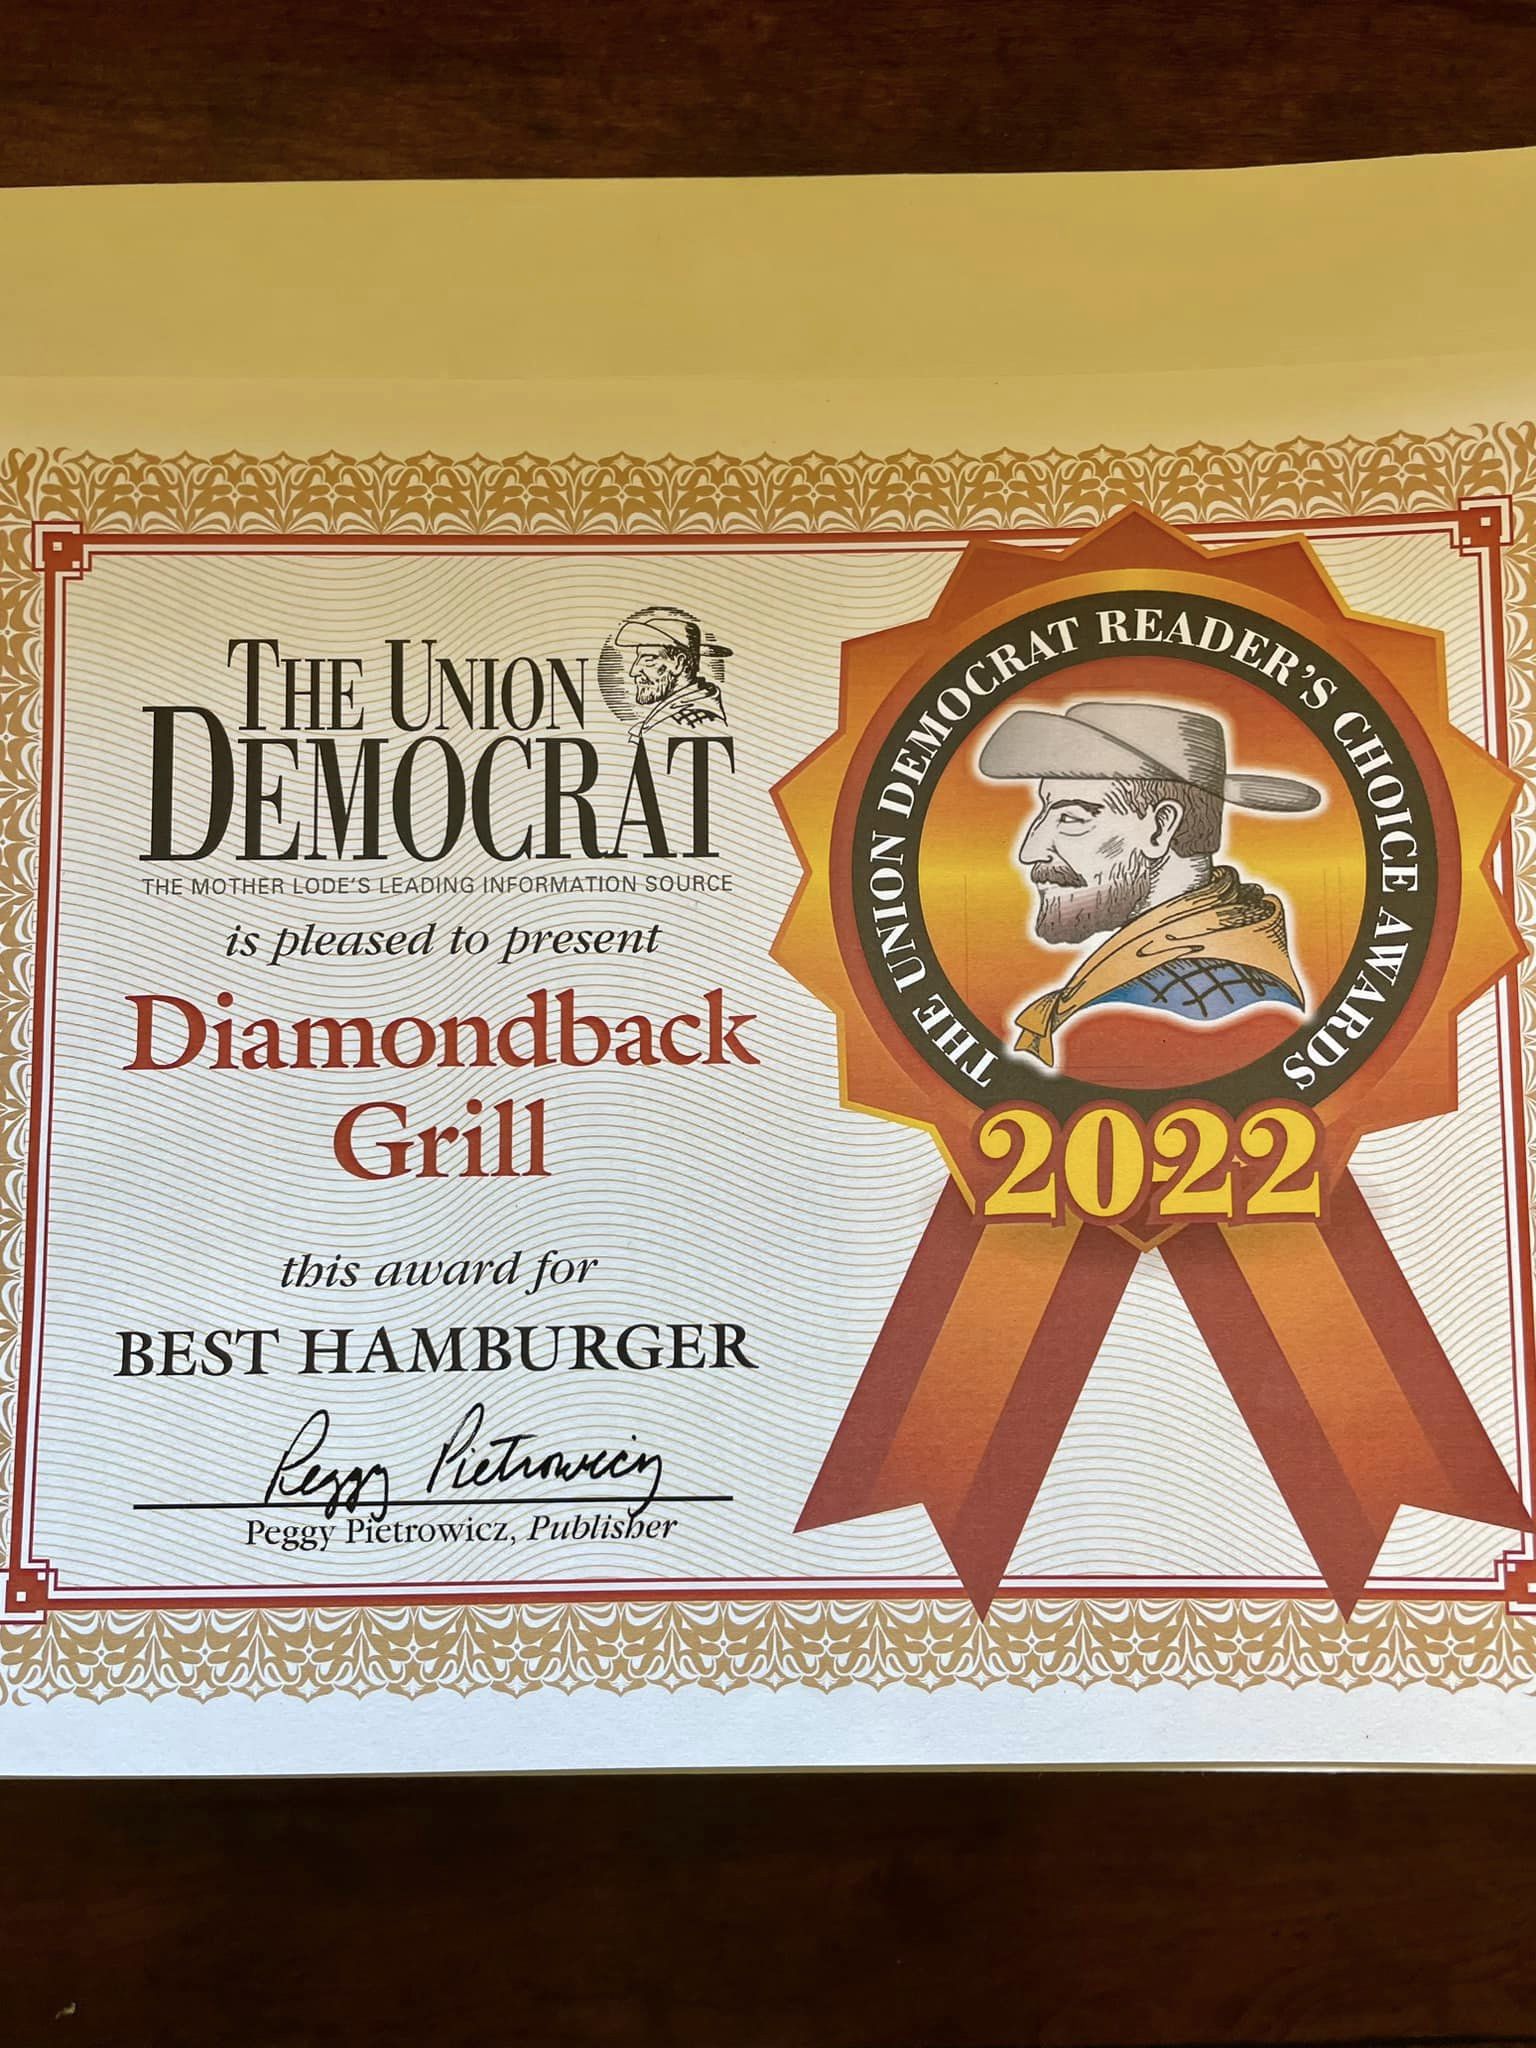 THE UNION
DEMOCRAT
THE MOTHER LODE'S LEADING INFORMATION SOURCE
is pleased to present
Diamondback
Grill
this award for
BEST HAMBURGER
Peggy Pietrowicz
Peggy Pietrowicz, Publisher
THE UNION DEMOCRAT READER'S CHOICE AWARDS
2022